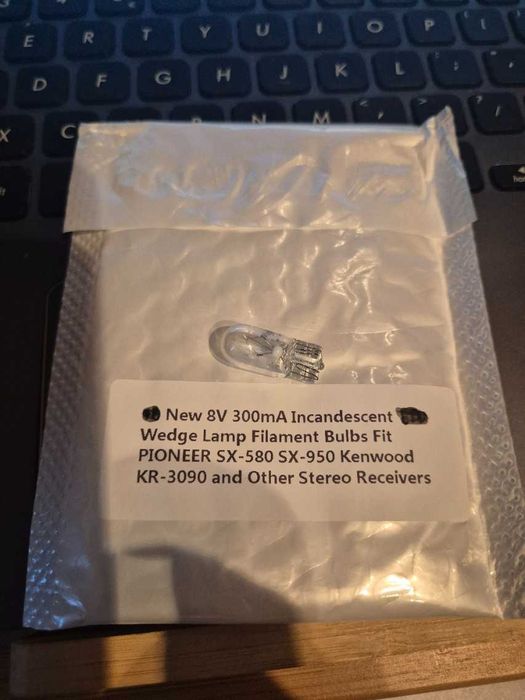 E R T Y U I O P
D F G H J K L ;
X C N M , /
New 8V 300mA Incandescent
Wedge Lamp Filament Bulbs Fit
PIONEER SX-580 SX-950 Kenwood
KR-3090 and Other Stereo Receivers